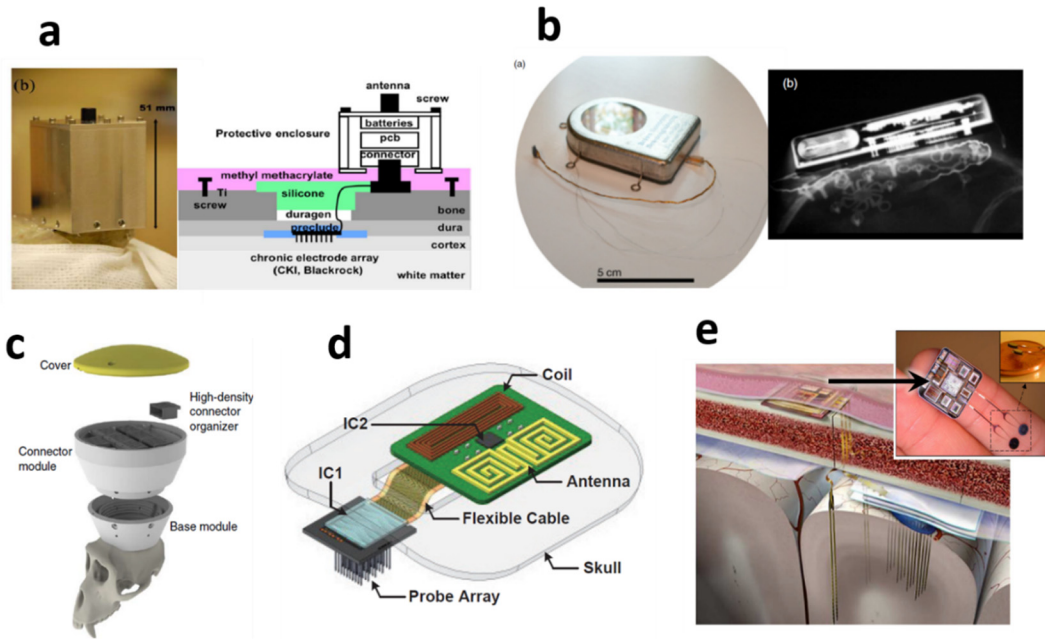 a
(b)
51 mm
antenna
screw
Protective enclosure
batteries
pcb
connector
methyl methacrylate
Ti
screw
silicone
bone
duragen
dura
preclude
cortex
chronic electrode array
(CKI, Blackrock)
white matter
b
(a)
5 cm
(b)
c
Cover
High-density
connector
organizer
Connector
module
Base module
d
Coil
IC2
IC1
Antenna
Flexible Cable
Skull
Probe Array
e